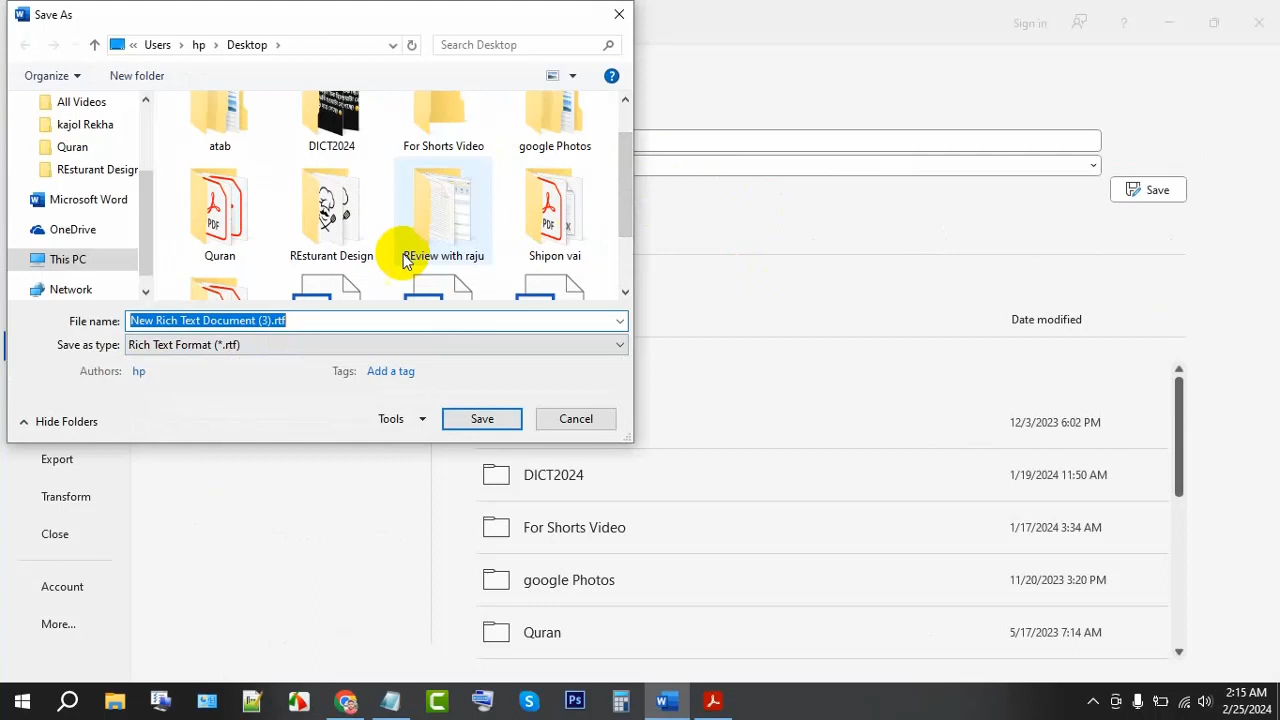 Save As
Sign in
?
« Users > hp > Desktop >
Search Desktop
Organize
New folder
?
All Videos
kajol Rekha
Quran
REsturant Desigr
Microsoft Word
OneDrive
This PC
Network
atab
DICT2024
For Shorts Video
google Photos
Quran
REsturant Design
REview with raju
Shipon vai
File name: New Rich Text Document (3).rtf
Save as type: Rich Text Format (*.rtf)
Authors: hp
Tags: Add a tag
Hide Folders
Tools
Save
Cancel
Save
Export
Transform
Close
Account
More...
Date modified
12/3/2023 6:02 PM
DICT2024
1/19/2024 11:50 AM
For Shorts Video
1/17/2024 3:34 AM
google Photos
11/20/2023 3:20 PM
Quran
5/17/2023 7:14 AM
2:15 AM
2/25/2024